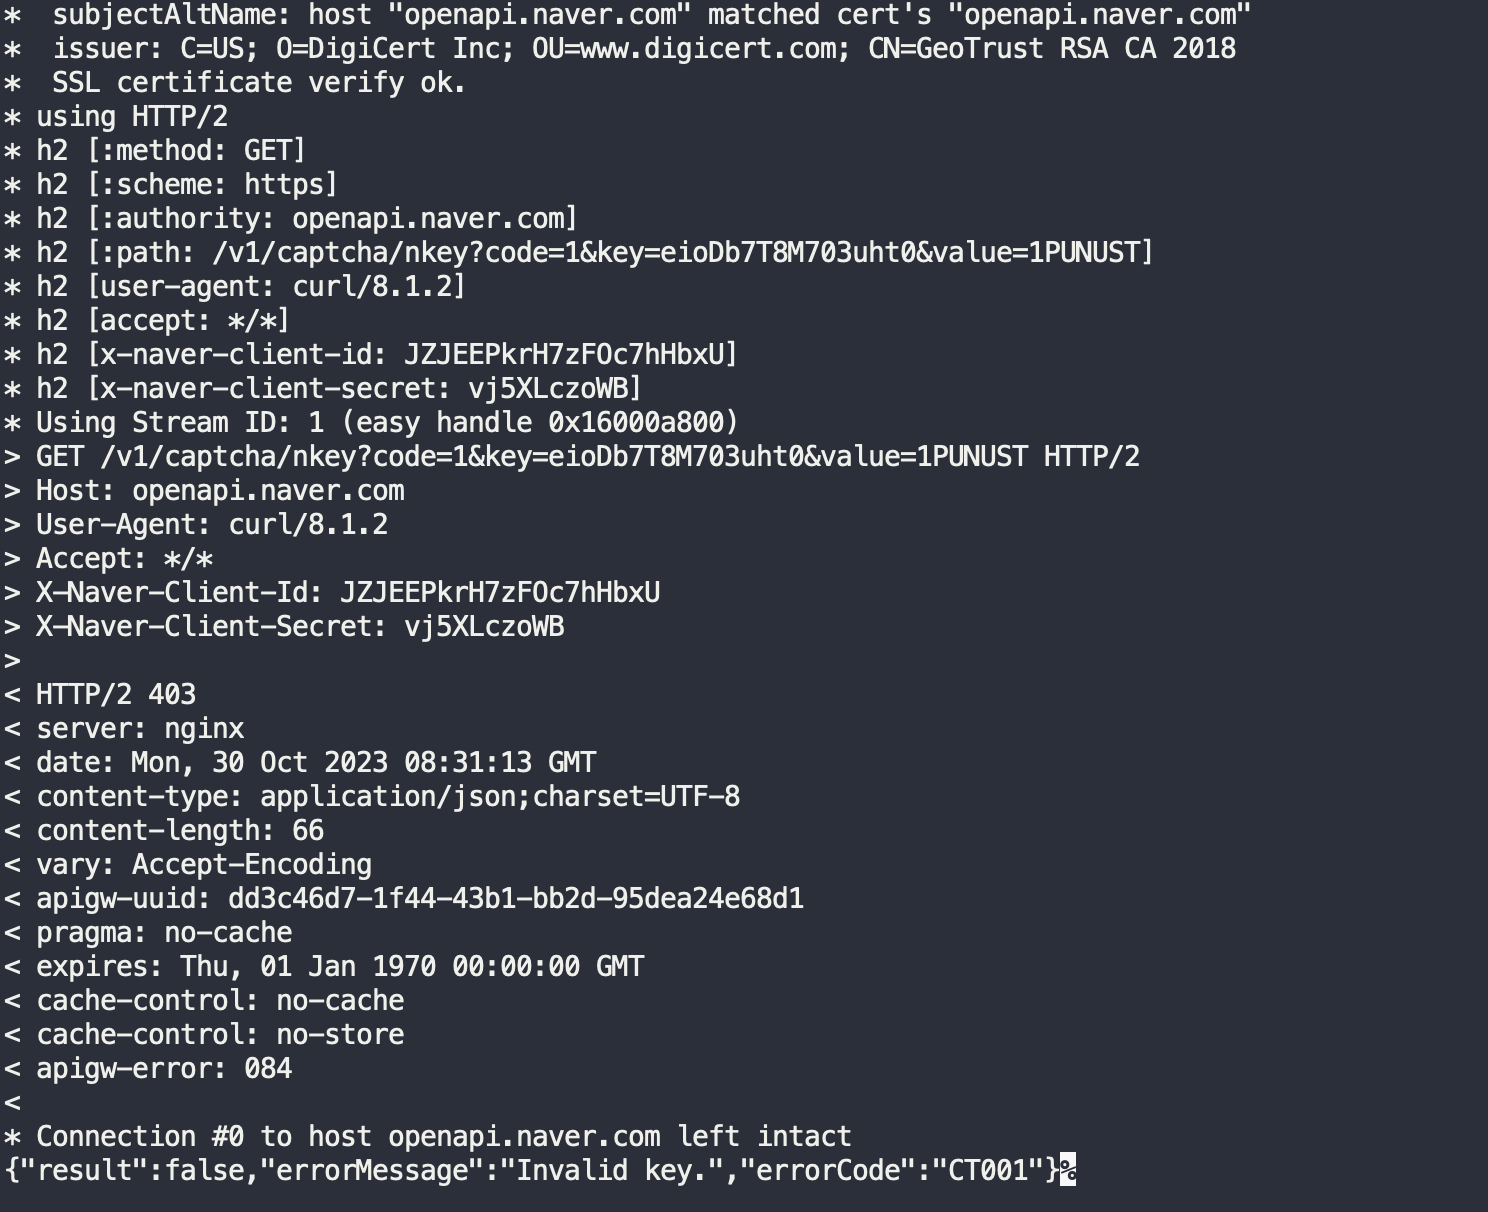 *  subjectAltName: host "openapi.naver.com" matched cert's "openapi.naver.com"
*  issuer: C=US; O=DigiCert Inc; OU=www.digicert.com; CN=GeoTrust RSA CA 2018
*  SSL certificate verify ok.
* using HTTP/2
* h2 [:method: GET]
* h2 [:scheme: https]
* h2 [:authority: openapi.naver.com]
* h2 [:path: /v1/captcha/nkey?code=1&key=eioDb7T8M703uht0&value=1PUNUST]
* h2 [user-agent: curl/8.1.2]
* h2 [accept: */*]
* h2 [x-naver-client-id: JZJEEPkrH7zFOc7hHbxU]
* h2 [x-naver-client-secret: vj5XLczoWB]
* Using Stream ID: 1 (easy handle 0x16000a800)
> GET /v1/captcha/nkey?code=1&key=eioDb7T8M703uht0&value=1PUNUST HTTP/2
> Host: openapi.naver.com
> User-Agent: curl/8.1.2
> Accept: */*
> X-Naver-Client-Id: JZJEEPkrH7zFOc7hHbxU
> X-Naver-Client-Secret: vj5XLczoWB
>
< HTTP/2 403
< server: nginx
< date: Mon, 30 Oct 2023 08:31:13 GMT
< content-type: application/json;charset=UTF-8
< content-length: 66
< vary: Accept-Encoding
< apigw-uuid: dd3c46d7-1f44-43b1-bb2d-95dea24e68d1
< pragma: no-cache
< expires: Thu, 01 Jan 1970 00:00:00 GMT
< cache-control: no-cache
< cache-control: no-store
< apigw-error: 084
<
* Connection #0 to host openapi.naver.com left intact
{"result":false,"errorMessage":"Invalid key.","errorCode":"CT001"}%